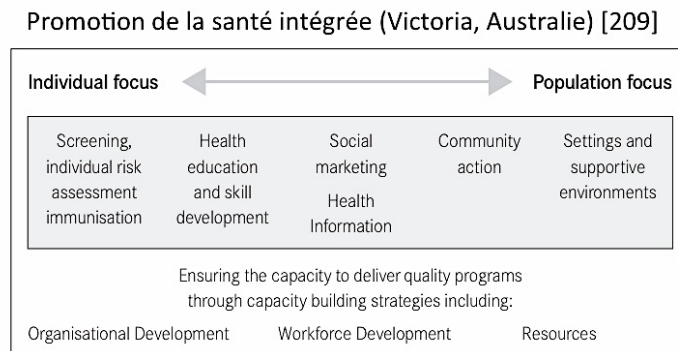 Promotion de la santé intégrée (Victoria, Australie) [209]
Individual focus
Population focus
Screening,
individual risk
assessment
immunisation
Health
education
and skill
development
Social
marketing
Health
Information
Community
action
Settings and
supportive
environments
Ensuring the capacity to deliver quality programs
through capacity building strategies including:
Organisational Development
Workforce Development
Resources